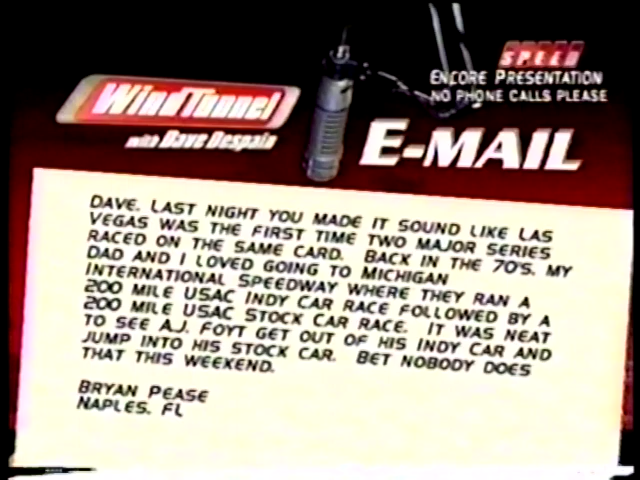 SPEED
ENCORE PRESENTATION
NO PHONE CALLS PLEASE
WindTunnel
with Dave Despain
E-MAIL
DAVE, LAST NIGHT YOU MADE IT SOUND LIKE LAS
VEGAS WAS THE FIRST TIME TWO MAJOR SERIES
RACED ON THE SAME CARD. BACK IN THE 70'S, MY
DAD AND I LOVED GOING TO MICHIGAN
INTERNATIONAL SPEEDWAY WHERE THEY RAN A
200 MILE USAC INDY CAR RACE FOLLOWED BY A
200 MILE USAC STOCK CAR RACE. IT WAS NEAT
TO SEE A.J. FOYT GET OUT OF HIS INDY CAR AND
JUMP INTO HIS STOCK CAR. BET NOBODY DOES
THAT THIS WEEKEND.
BRYAN PEASE
NAPLES, FL